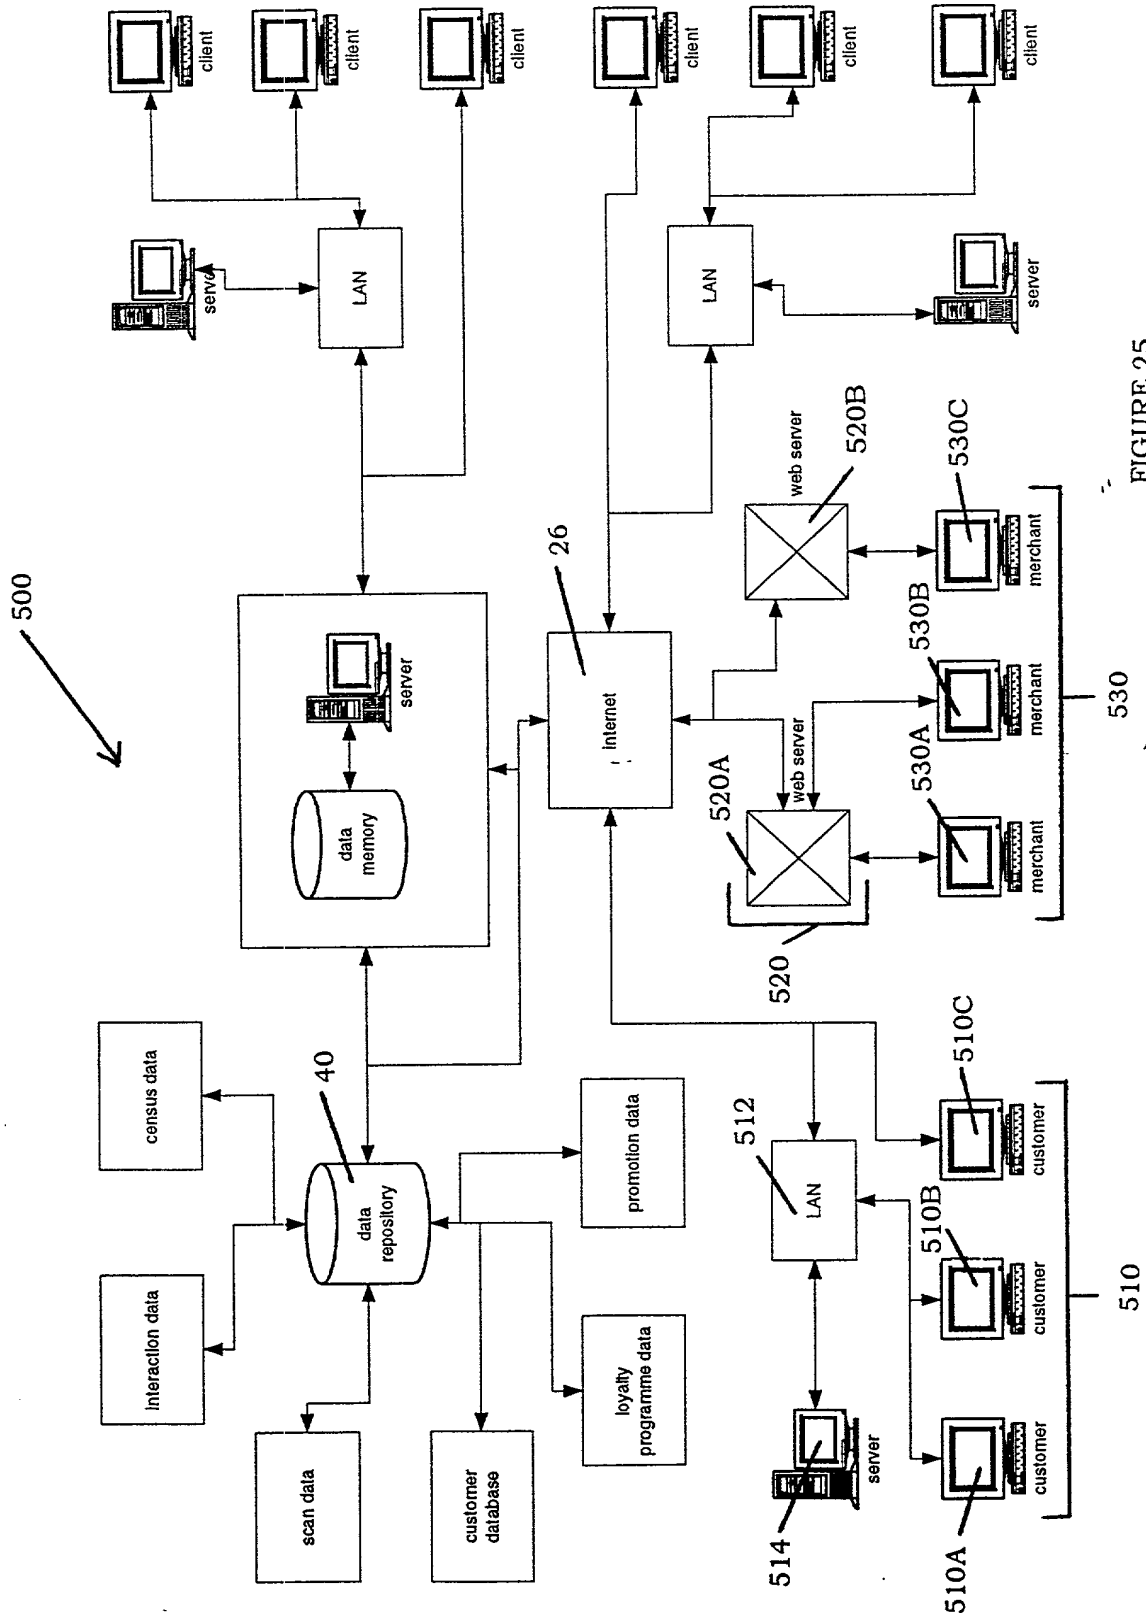 500
census data
Interaction data
scan data
customer
database
loyalty
programme data
promotion data
data
repository
40
data
memory
server
server
LAN
client
client
client
Internet
26
LAN
client
client
client
server
web server
520A
web server
520B
520
530A
530B
530C
merchant
merchant
merchant
530
LAN
512
server
514
510A
510B
510C
customer
customer
customer
510
FIGURE 25